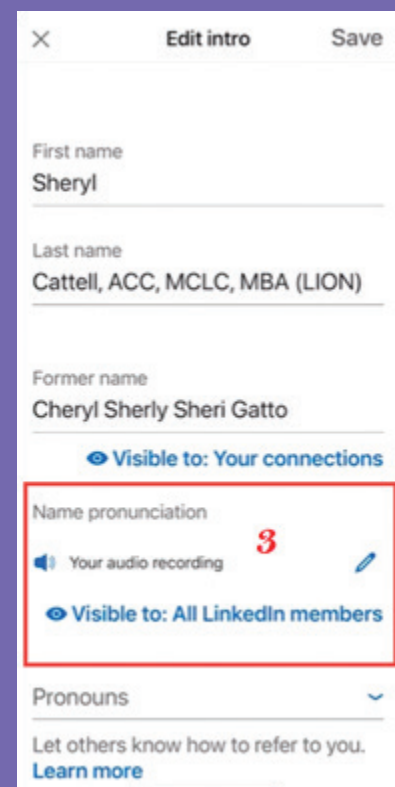 Edit intro Save
First name
Sheryl
Last name
Cattell, ACC, MCLC, MBA (LION)
Former name
Cheryl Sherly Sheri Gatto
Visible to: Your connections
Name pronunciation
3
Your audio recording
Visible to: All LinkedIn members
Pronouns
Let others know how to refer to you.
Learn more